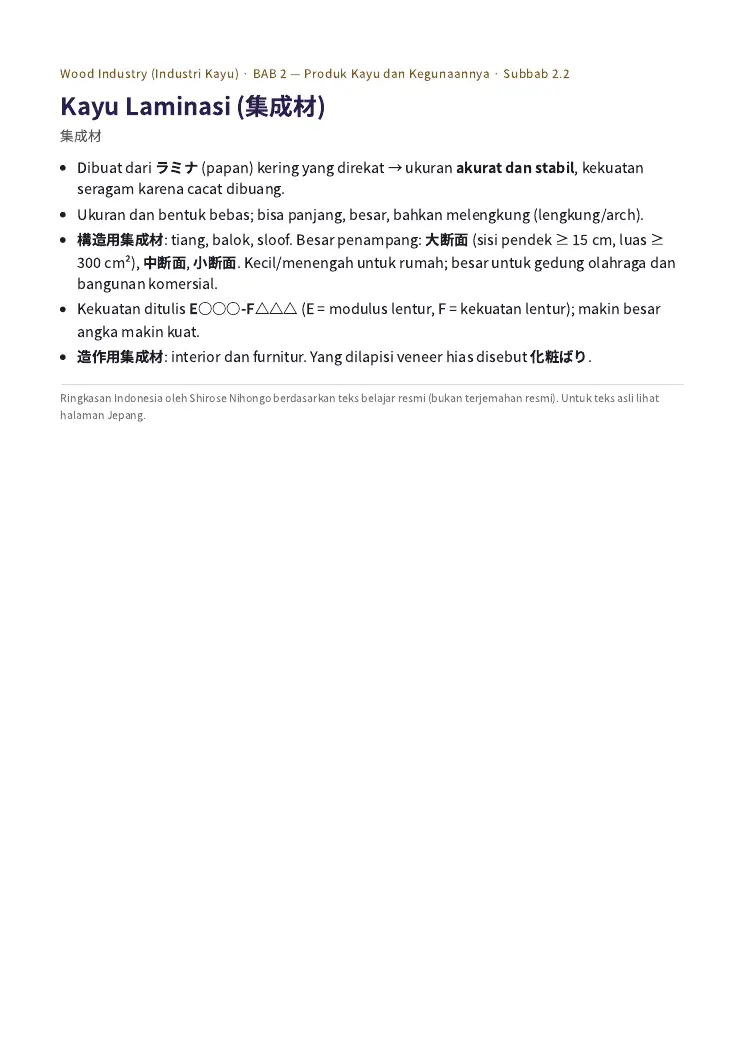 Wood Industry (Industri Kayu) · BAB 2 — Produk Kayu dan Kegunaannya · Subbab 2.2
Kayu Laminasi (集成材)
集成材
• Dibuat dari ラミナ (papan) kering yang direkat → ukuran akurat dan stabil, kekuatan
seragam karena cacat dibuang.
• Ukuran dan bentuk bebas; bisa panjang, besar, bahkan melengkung (lengkung/arch).
• 構造用集成材: tiang, balok, sloof. Besar penampang: 大断面 (sisi pendek ≥ 15 cm, luas ≥
300 cm²), 中断面, 小断面. Kecil/menengah untuk rumah; besar untuk gedung olahraga dan
bangunan komersial.
• Kekuatan ditulis E○○○-F△△△ (E = modulus lentur, F = kekuatan lentur); makin besar
angka makin kuat.
• 造作用集成材: interior dan furnitur. Yang dilapisi veneer hias disebut 化粧ばり.
Ringkasan Indonesia oleh Shirose Nihongo berdasarkan teks belajar resmi (bukan terjemahan resmi). Untuk teks asli lihat
halaman Jepang.